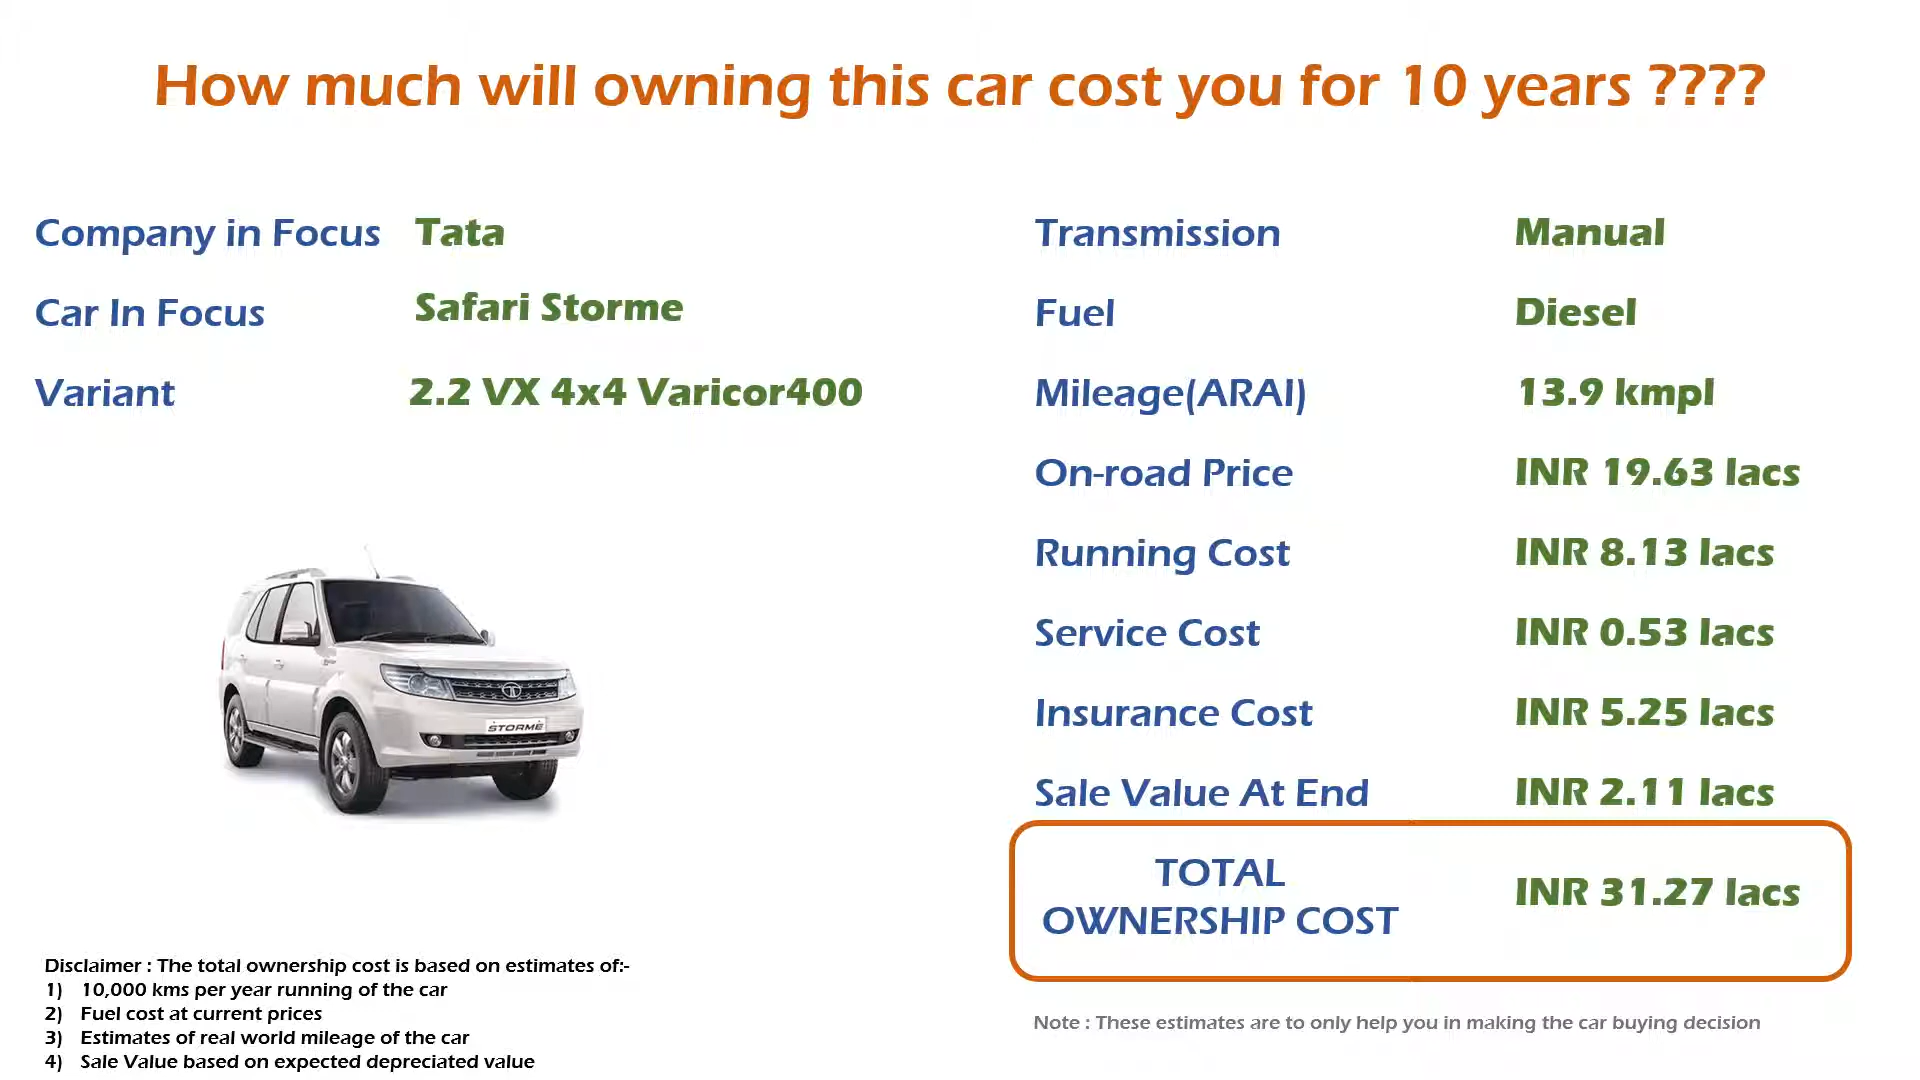 How much will owning this car cost you for 10 years ????
Company in Focus Tata
Car In Focus Safari Storme
Variant 2.2 VX 4x4 Varicor400
STORME
Disclaimer : The total ownership cost is based on estimates of:-
1) 10,000 kms per year running of the car
2) Fuel cost at current prices
3) Estimates of real world mileage of the car
4) Sale Value based on expected depreciated value
Transmission Manual
Fuel Diesel
Mileage(ARAI) 13.9 kmpl
On-road Price INR 19.63 lacs
Running Cost INR 8.13 lacs
Service Cost INR 0.53 lacs
Insurance Cost INR 5.25 lacs
Sale Value At End INR 2.11 lacs
TOTAL
OWNERSHIP COST INR 31.27 lacs
Note : These estimates are to only help you in making the car buying decision